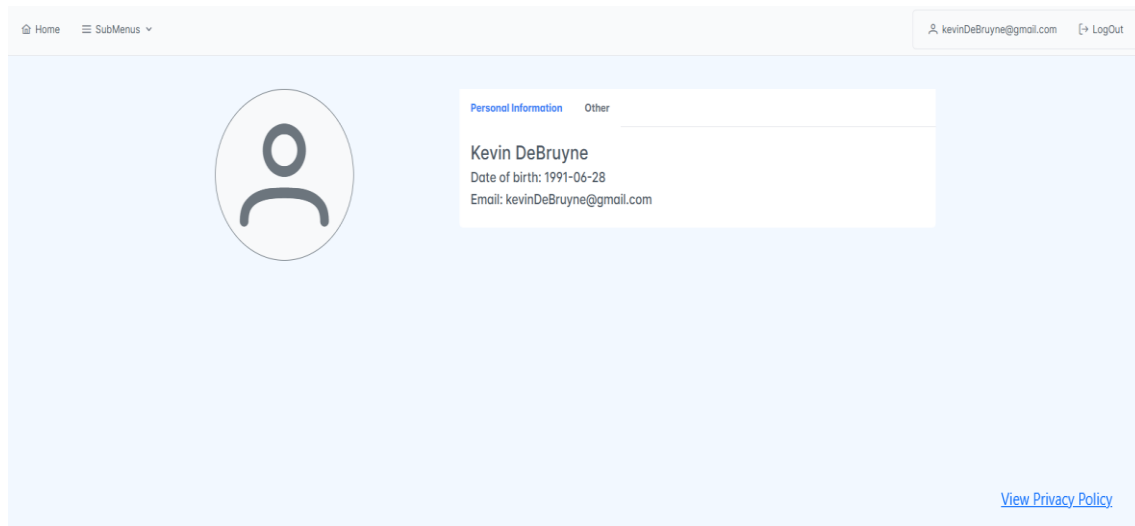 Home SubMenus kevinDeBruyne@gmail.com LogOut
Personal Information Other
Kevin DeBruyne
Date of birth: 1991-06-28
Email: kevinDeBruyne@gmail.com
View Privacy Policy